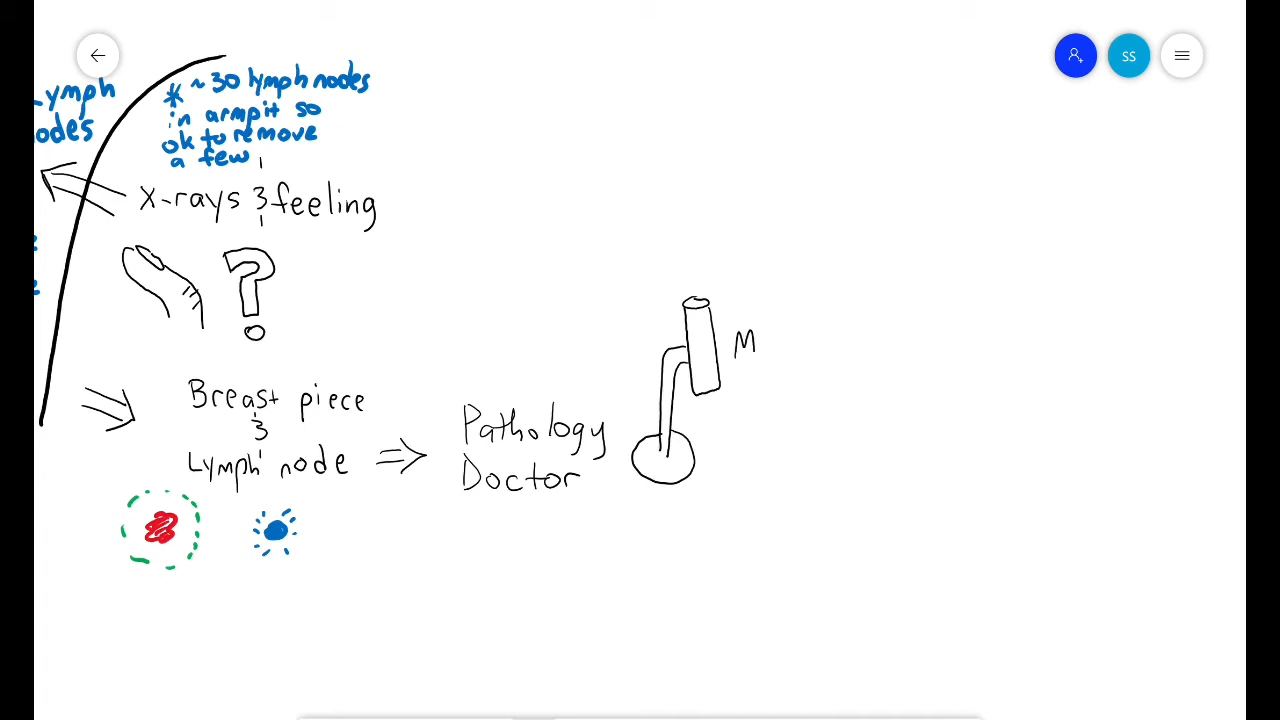 Lymph
odes
* ~30 lymph nodes
in armpit so
ok to remove
a few
X-rays & feeling
?
Breast piece
&
Lymph node
Pathology
Doctor
M
SS